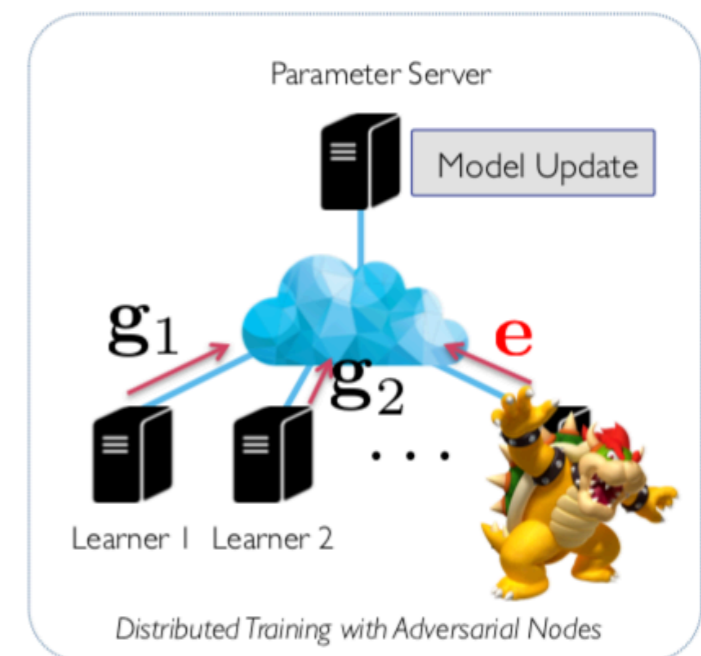 Parameter Server
Model Update
g1
e
g2
...
Learner 1 Learner 2
Distributed Training with Adversarial Nodes